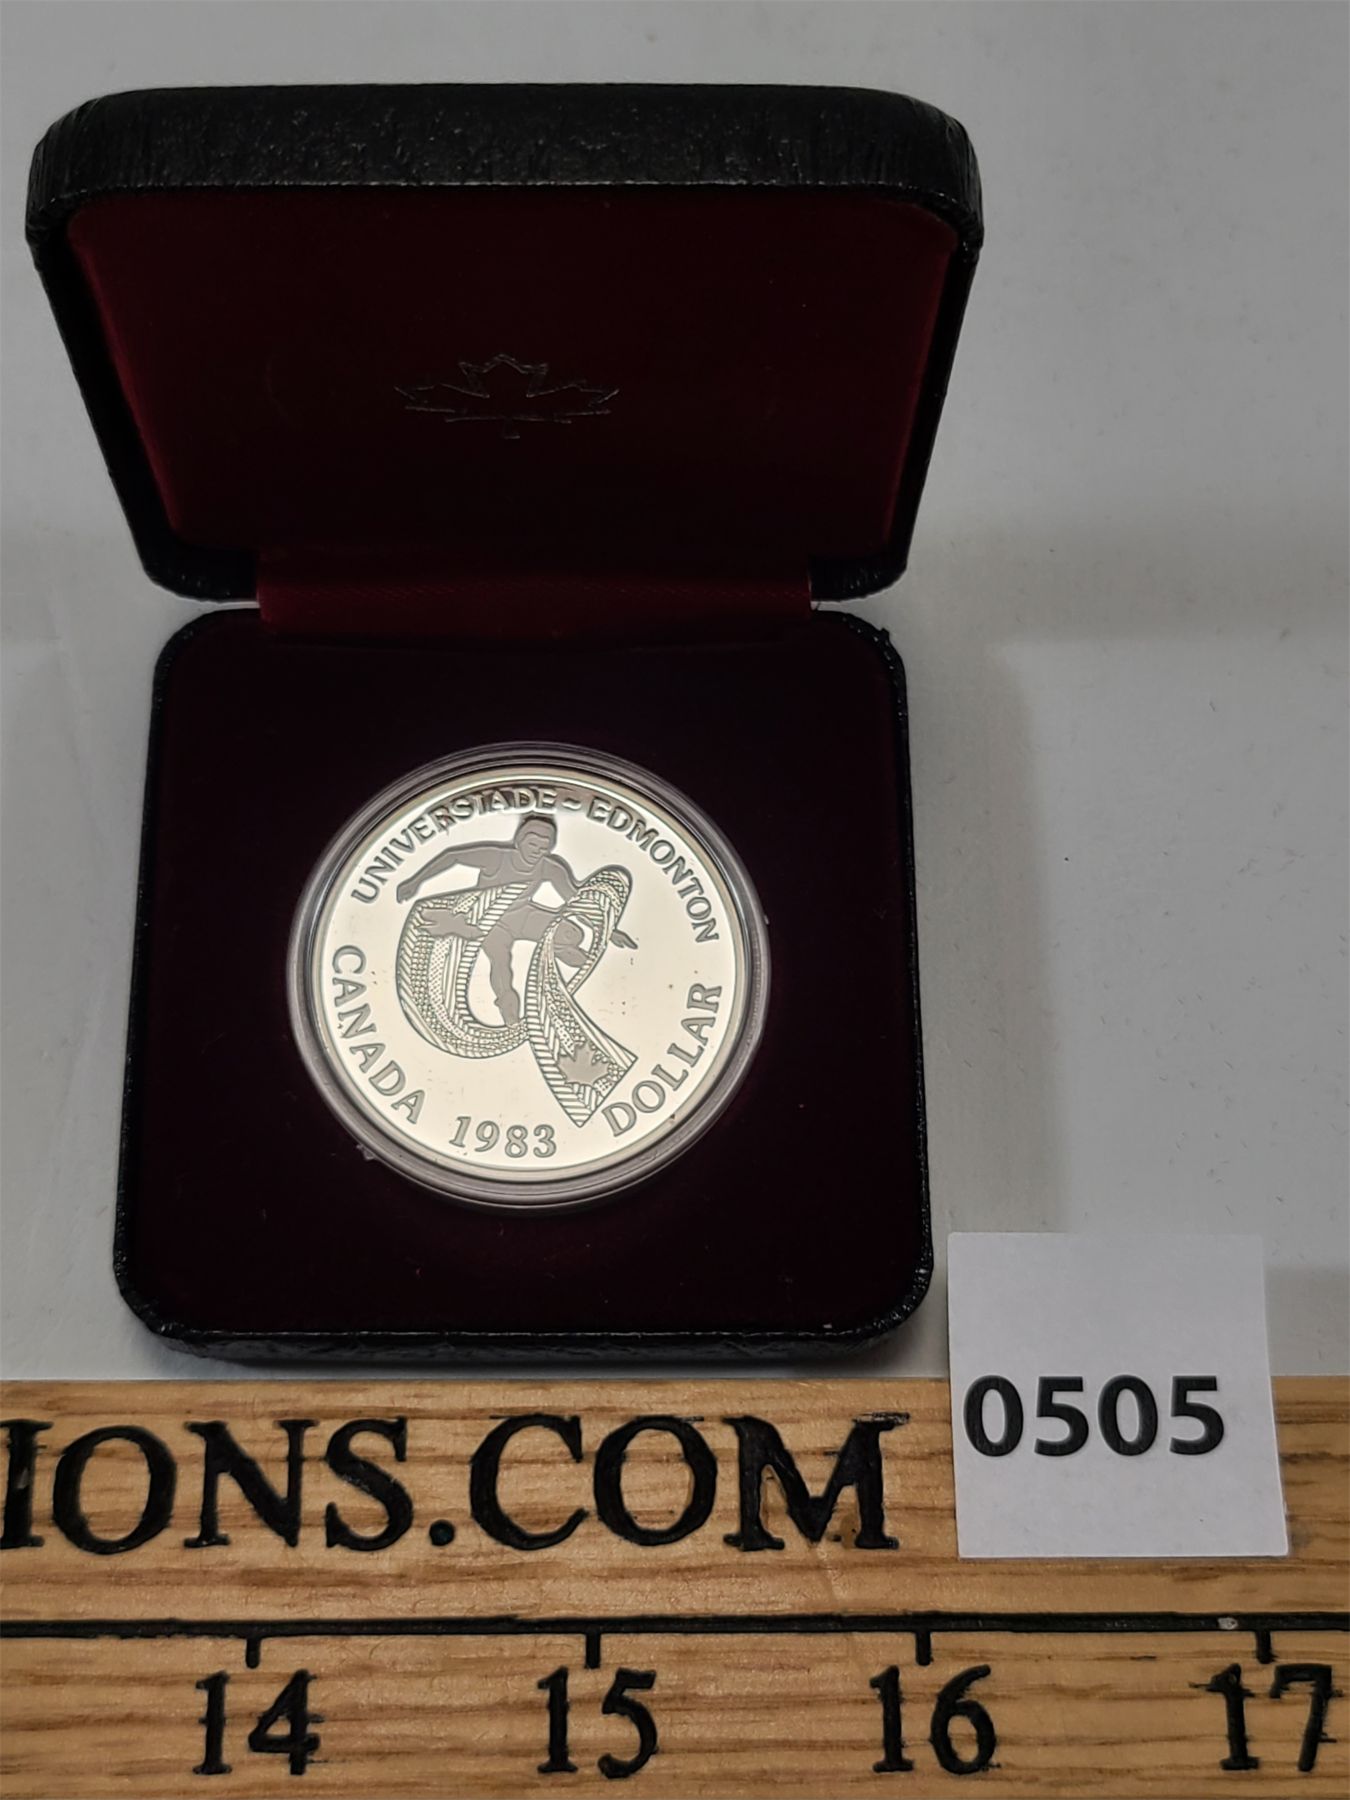 UNIVERSIADE ~ EDMONTON
CANADA 1983 DOLLAR
0505
IONS.COM
14 15 16 17